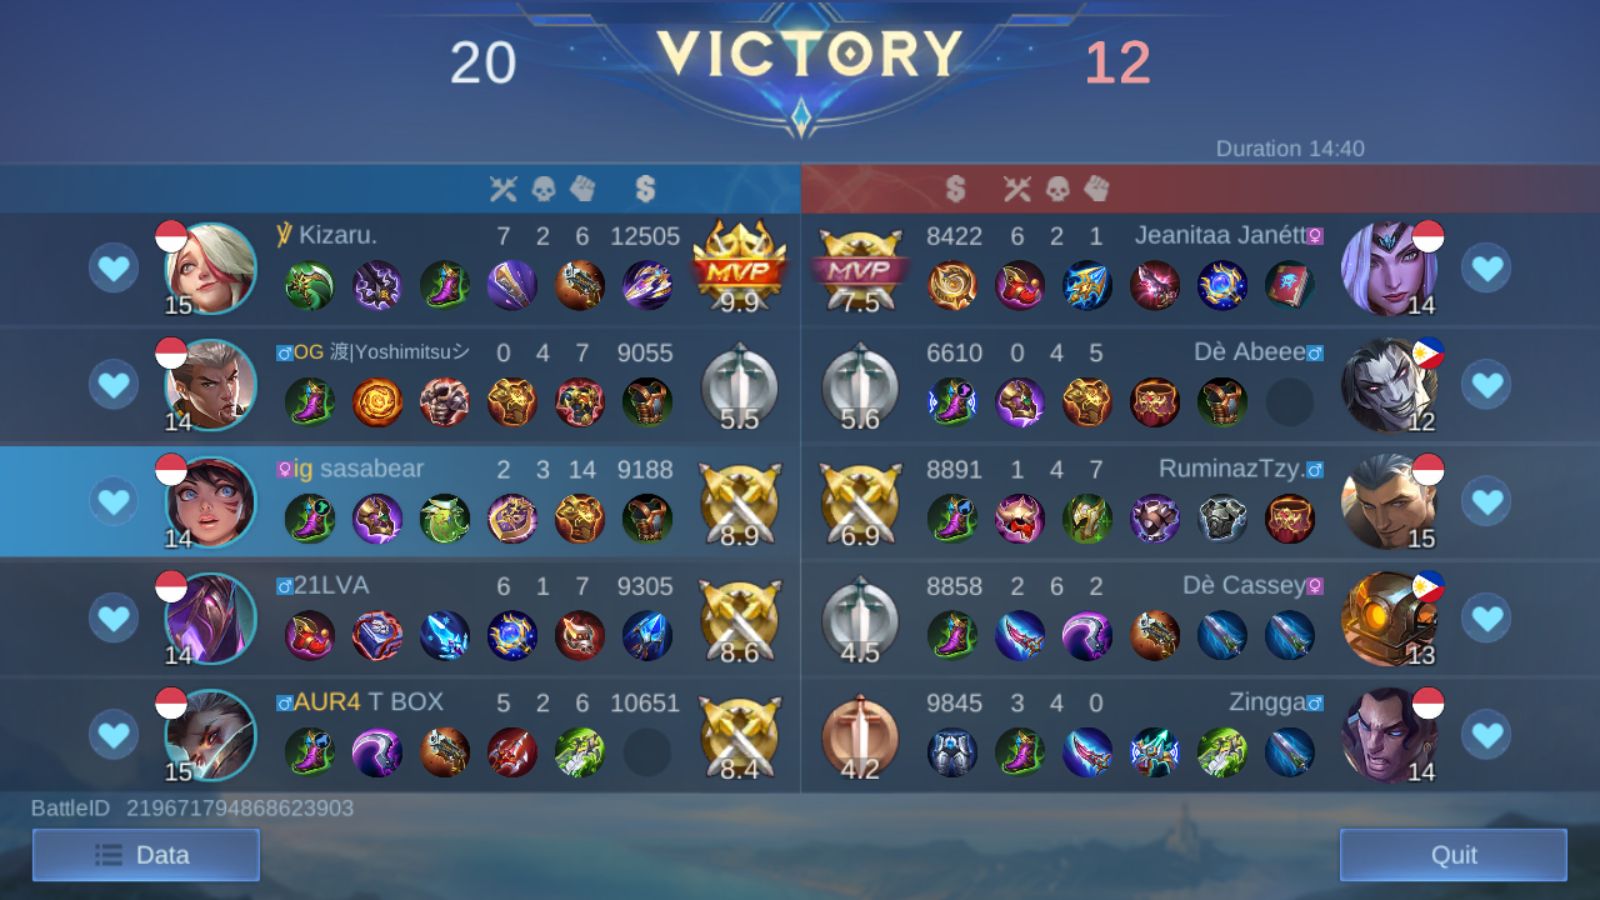 20 VICTORY 12
Duration 14:40
Kizaru. 7 2 6 12505 MVP 9.9 15
MVP 7.5 8422 6 2 1 Jeanitaa Janétt 14
OG 渡|Yoshimitsuシ 0 4 7 9055 5.5 14
5.6 6610 0 4 5 Dè Abeee 12
ig sasabear 2 3 14 9188 8.9 14
6.9 8891 1 4 7 RuminazTzy. 15
21LVA 6 1 7 9305 8.6 14
4.5 8858 2 6 2 Dè Cassey 13
AUR4 T BOX 5 2 6 10651 8.4 15
4.2 9845 3 4 0 Zingga 14
BattleID 219671794868623903
Data
Quit